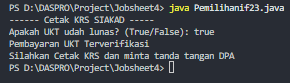 PS D:\DASPRO\Project\Jobsheet4> java Pemilihanif23.java
------ Cetak KRS SIAKAD -----
Apakah UKT udah lunas? (True/False): true
Pembayaran UKT Terverifikasi
Silahkan Cetak KRS dan minta tanda tangan DPA
PS D:\DASPRO\Project\Jobsheet4>